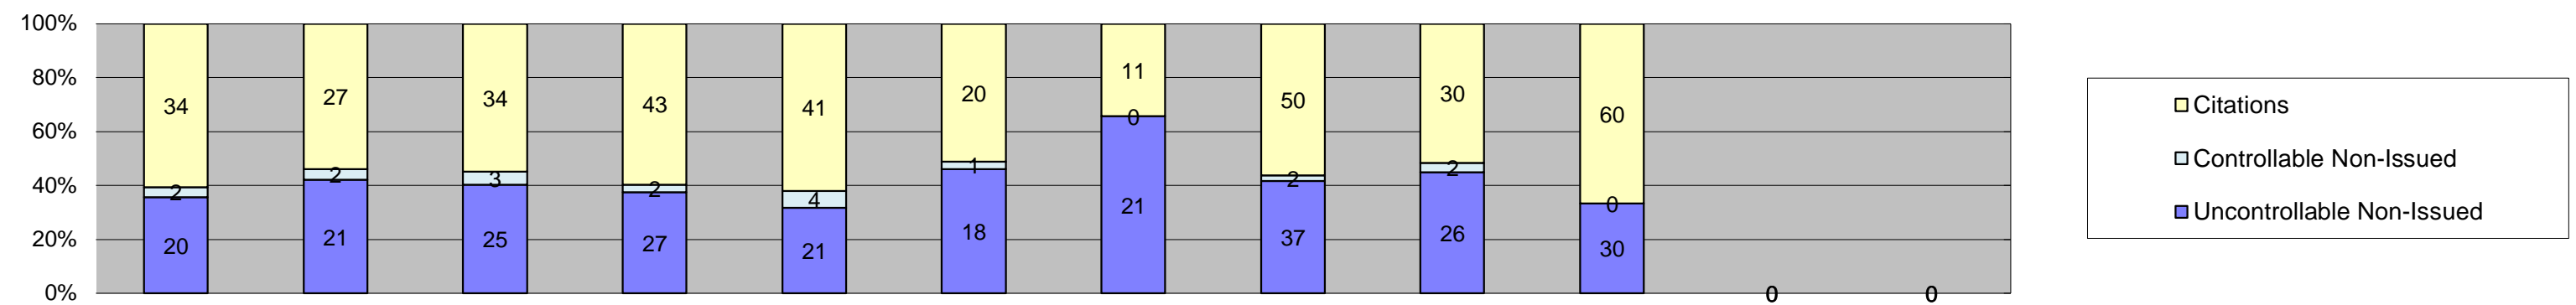 100%
80%
60%
40%
20%
0%
34 27 34 43 41 20 11 50 30 60
2 2 3 2 4 1 0 2 2 0
20 21 25 27 21 18 21 37 26 30 0 0
Citations
Controllable Non-Issued
Uncontrollable Non-Issued